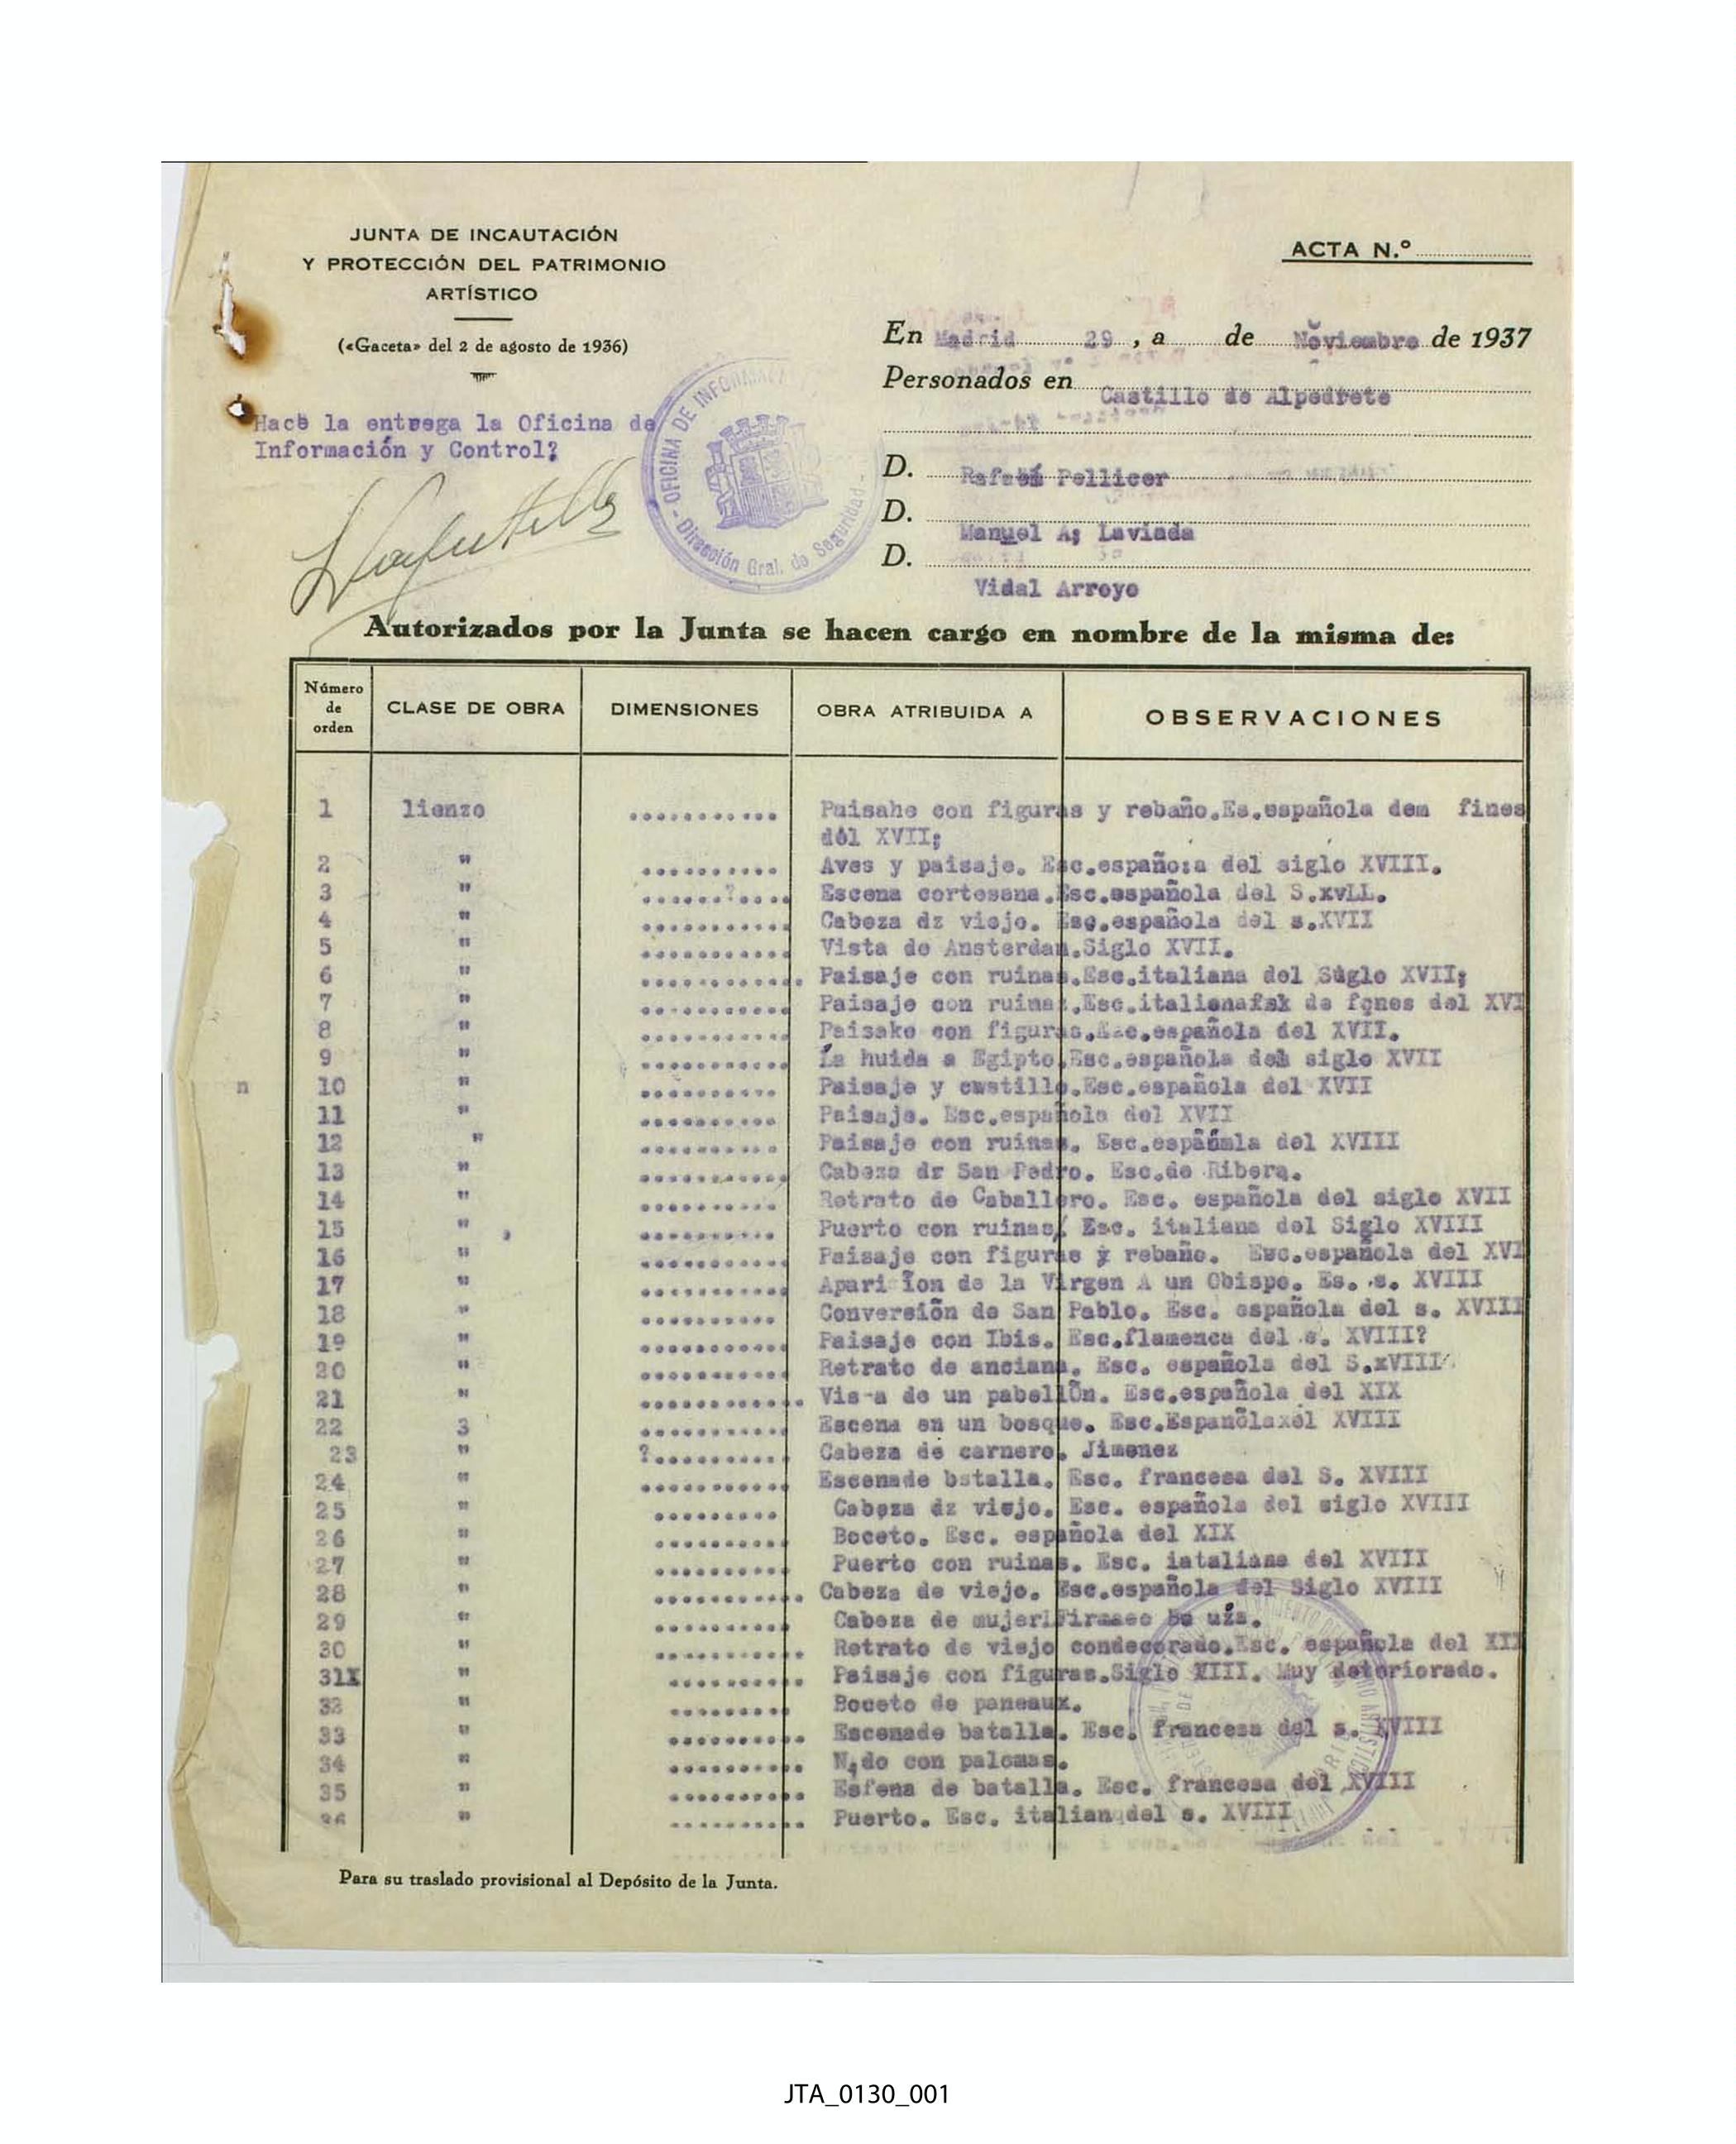 JUNTA DE INCAUTACIÓN
Y PROTECCIÓN DEL PATRIMONIO
ARTÍSTICO
(«Gaceta» del 2 de agosto de 1936)
Hace la entrega la Oficina de
Información y Control?
OFICINA DE INFORMACI
- Dirección Gral. de Seguridad -
ACTA N.º
En Madrid 29, a de Noviembre de 1937
Personados en Castillo de Alpedrete
D. Rafael Pellicer
D. Manuel A; Laviada
D. Vidal Arroyo
Autorizados por la Junta se hacen cargo en nombre de la misma de:
Número de orden CLASE DE OBRA DIMENSIONES OBRA ATRIBUIDA A OBSERVACIONES
1 lienzo ........... Paisahe con figuras y rebaño.Es.española dem fines
dél XVII;
2 " .......... Aves y paisaje. Esc.españo:a del siglo XVIII.
3 " .......?.... Escena cortesana.Esc.española del S.xvLL.
4 " ........... Cabeza dz viejo. Esc.española del s.XVII
5 " ........... Vista de Ansterdam.Siglo XVII.
6 " ............ Paisaje con ruinas.Esc.italiana del Siglo XVII;
7 " ........... Paisaje con ruinas.Esc.italianafsk de fones del XVI
8 " ........... Paisake con figuras.Esc.española del XVII.
9 " ........... La huida a Egipto.Esc.española del siglo XVII
n 10 " .......... Paisaje y castillo.Esc.española del XVII
11 " .......... Paisaje. Esc.española del XVII
12 " .......... Paisaje con ruinas. Esc.española del XVIII
13 " ........... Cabeza dr San Pedro. Esc.de Ribera.
14 " .......... Retrato de Caballero. Esc. española del siglo XVII
15 " , .......... Puerto con ruinas/ Esc. italiana del Siglo XVIII
16 " ........... Paisaje con figuras y rebaño. Ewc.española del XVI
17 " ........... Apari ion de la Virgen A un Obispo. Es. .s. XVIII
18 " .......... Conversión de San Pablo. Esc. española del s. XVIII
19 " ........... Paisaje con Ibis. Esc.flamenca del s. XVIII?
20 " ........... Retrato de anciana. Esc. española del S.xVIII
21 " ............ Vis-a de un pabellÓn. Esc.española del XIX
22 3 ........... Escena en un bosque. Esc.Españolaxél XVIII
23 " ?.......... Cabeza de carnero. Jimenez
24 " ........... Escenade bstalla. Esc. francesa del S. XVIII
25 " ......... Cabeza dz viejo. Esc. española del siglo XVIII
26 " ......... Boceto. Esc. española del XIX
27 " .......... Puerto con ruinas. Esc. iataliana del XVIII
28 " ........... Cabeza de viejo. Esc.española del Siglo XVIII
29 " .......... Cabeza de mujer
30 " ........... Retrato de viejo condecorado.Esc. española del XIX
31X " ......... Paisaje con figuras.Siglo XIII. Muy deteriorado.
32 " ......... Boceto de paneaux.
33 " .......... Escenade batalla. Esc. francesa del s. XVIII
34 " .......... Nido con palomas.
35 " .......... Esfena de batalla. Esc. francesa del XVIII
36 " .......... Puerto. Esc. italian del s. XVIII
Para su traslado provisional al Depósito de la Junta.
JTA_0130_001